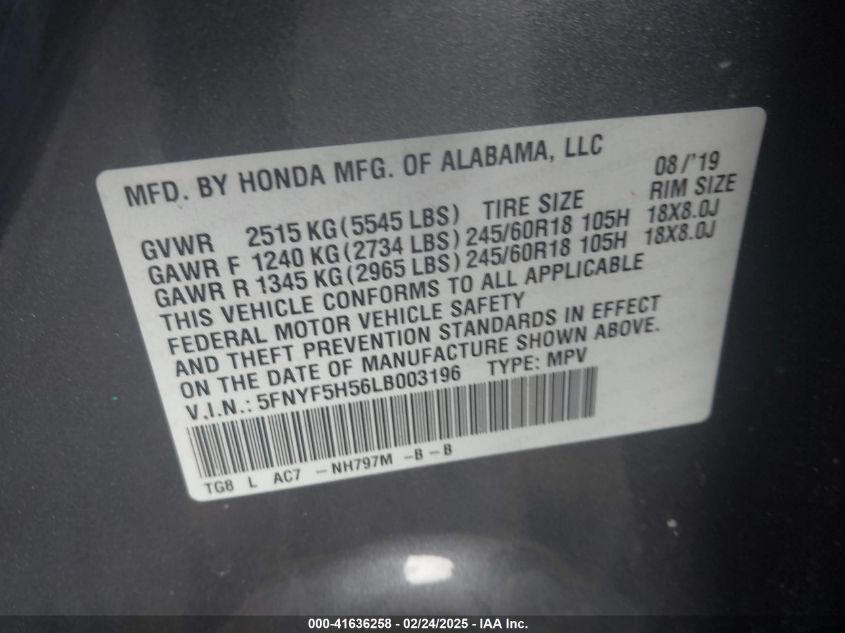 MFD. BY HONDA MFG. OF ALABAMA, LLC 08/'19
GVWR 2515 KG (5545 LBS) TIRE SIZE RIM SIZE
GAWR F 1240 KG (2734 LBS) 245/60R18 105H 18X8.0J
GAWR R 1345 KG (2965 LBS) 245/60R18 105H 18X8.0J
THIS VEHICLE CONFORMS TO ALL APPLICABLE
FEDERAL MOTOR VEHICLE SAFETY
AND THEFT PREVENTION STANDARDS IN EFFECT
ON THE DATE OF MANUFACTURE SHOWN ABOVE.
V.I.N.: 5FNYF5H56LB003196 TYPE: MPV
TG8 L AC7 -NH797M -B-B
000-41636258 - 02/24/2025 - IAA Inc.